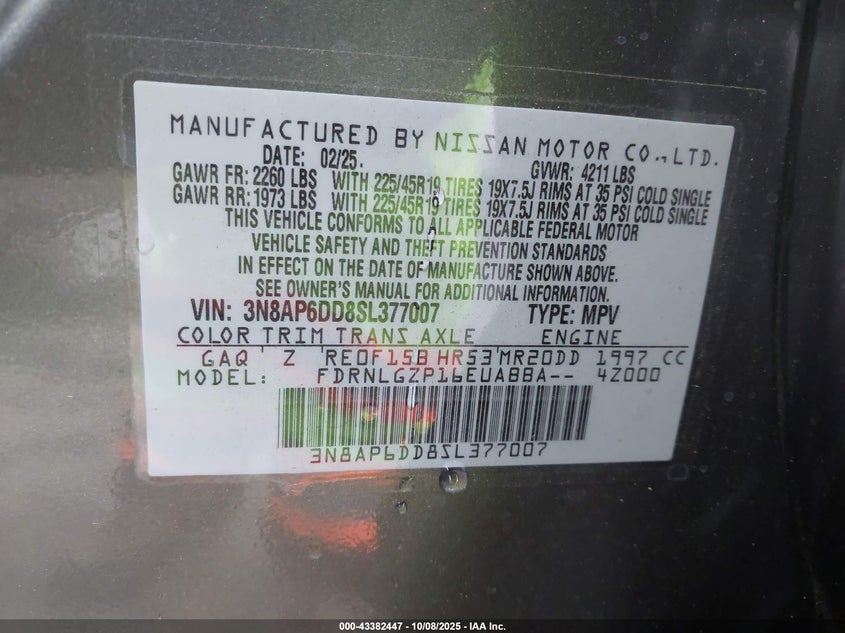 MANUFACTURED BY NISSAN MOTOR CO., LTD.
DATE: 02/25. GVWR: 4211 LBS
GAWR FR: 2260 LBS WITH 225/45R19 TIRES 19X7.5J RIMS AT 35 PSI COLD SINGLE
GAWR RR: 1973 LBS WITH 225/45R19 TIRES 19X7.5J RIMS AT 35 PSI COLD SINGLE
THIS VEHICLE CONFORMS TO ALL APPLICABLE FEDERAL MOTOR
VEHICLE SAFETY AND THEFT PREVENTION STANDARDS
IN EFFECT ON THE DATE OF MANUFACTURE SHOWN ABOVE.
SEE OWNER'S MANUAL FOR ADDITIONAL INFORMATION.
VIN: 3N8AP6DD8SL377007 TYPE: MPV
COLOR TRIM TRANS AXLE ENGINE
GAQ ' Z 'RE0F15B HR53'MR20DD 1997 CC
MODEL: FDRNLGZP16EUABBA-- 4Z000
3N8AP6DD8SL377007
000-43382447 - 10/08/2025 - IAA Inc.